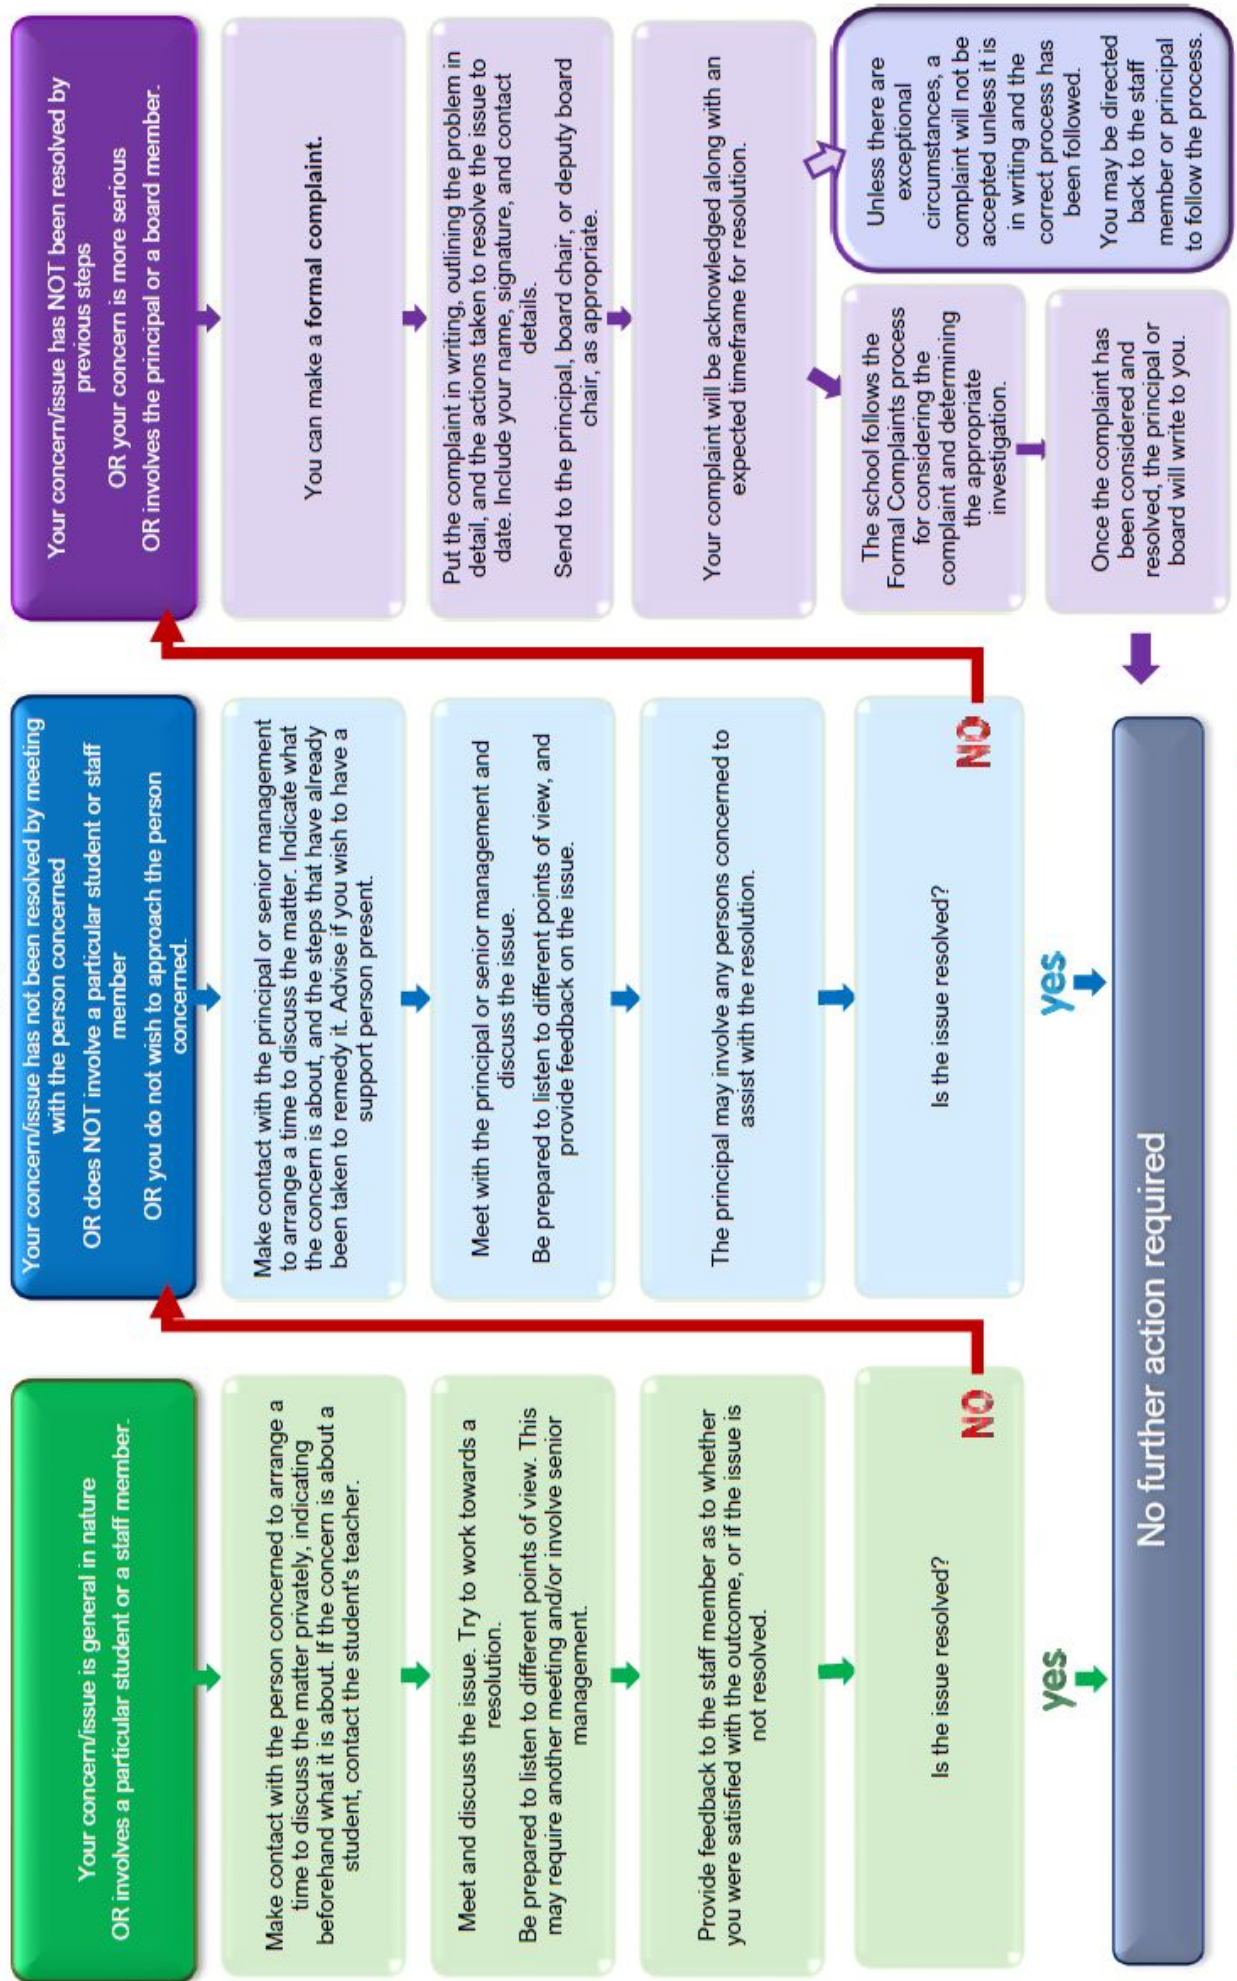 Your concern/issue is general in nature
OR involves a particular student or a staff member.
Make contact with the person concerned to arrange a
time to discuss the matter privately, indicating
beforehand what it is about. If the concern is about a
student, contact the student's teacher.
Meet and discuss the issue. Try to work towards a
resolution.
Be prepared to listen to different points of view. This
may require another meeting and/or involve senior
management.
Provide feedback to the staff member as to whether
you were satisfied with the outcome, or if the issue is
not resolved.
Is the issue resolved?
NO
yes
Your concern/issue has not been resolved by meeting
with the person concerned
OR does NOT involve a particular student or staff
member
OR you do not wish to approach the person
concerned.
Make contact with the principal or senior management
to arrange a time to discuss the matter. Indicate what
the concern is about, and the steps that have already
been taken to remedy it. Advise if you wish to have a
support person present.
Meet with the principal or senior management and
discuss the issue.
Be prepared to listen to different points of view, and
provide feedback on the issue.
The principal may involve any persons concerned to
assist with the resolution.
Is the issue resolved?
NO
yes
Your concern/issue has NOT been resolved by
previous steps
OR your concern is more serious
OR involves the principal or a board member.
You can make a formal complaint.
Put the complaint in writing, outlining the problem in
detail, and the actions taken to resolve the issue to
date. Include your name, signature, and contact
details.
Send to the principal, board chair, or deputy board
chair, as appropriate.
Your complaint will be acknowledged along with an
expected timeframe for resolution.
The school follows the
Formal Complaints process
for considering the
complaint and determining
the appropriate
investigation.
Once the complaint has
been considered and
resolved, the principal or
board will write to you.
Unless there are
exceptional
circumstances, a
complaint will not be
accepted unless it is
in writing and the
correct process has
been followed.
You may be directed
back to the staff
member or principal
to follow the process.
No further action required